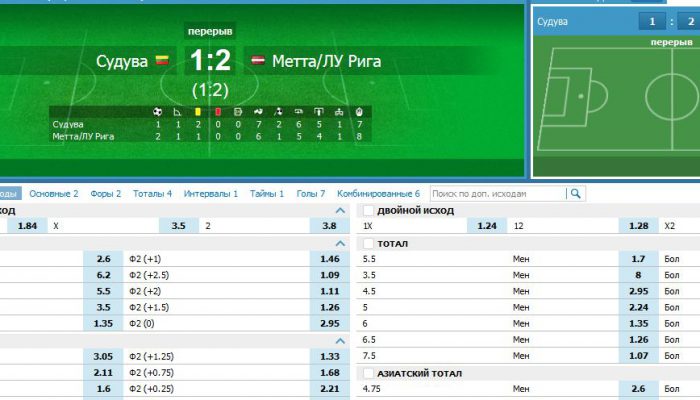 перерыв
Судува 1:2 Метта/ЛУ Рига
(1:2)
Судува 1 1 2 0 0 7 2 6 5 1 7
Метта/ЛУ Рига 2 1 1 0 0 6 1 5 4 1 8
Судува 1 : 2
перерыв
оды Основные 2 Форы 2 Тоталы 4 Интервалы 1 Таймы 1 Голы 7 Комбинированные 6 Поиск по доп. исходам
ХОД
1.84 X 3.5 2 3.8
2.6 Ф2 (+1) 1.46
6.2 Ф2 (+2.5) 1.09
5.5 Ф2 (+2) 1.11
3.5 Ф2 (+1.5) 1.26
1.35 Ф2 (0) 2.95
3.05 Ф2 (+1.25) 1.33
2.11 Ф2 (+0.75) 1.68
1.6 Ф2 (+0.25) 2.21
ДВОЙНОЙ ИСХОД
1X 1.24 12 1.28 X2
ТОТАЛ
5.5 Мен 1.7 Бол
3.5 Мен 8 Бол
4.5 Мен 2.95 Бол
5 Мен 2.24 Бол
6 Мен 1.35 Бол
6.5 Мен 1.26 Бол
7.5 Мен 1.07 Бол
АЗИАТСКИЙ ТОТАЛ
4.75 Мен 2.6 Бол